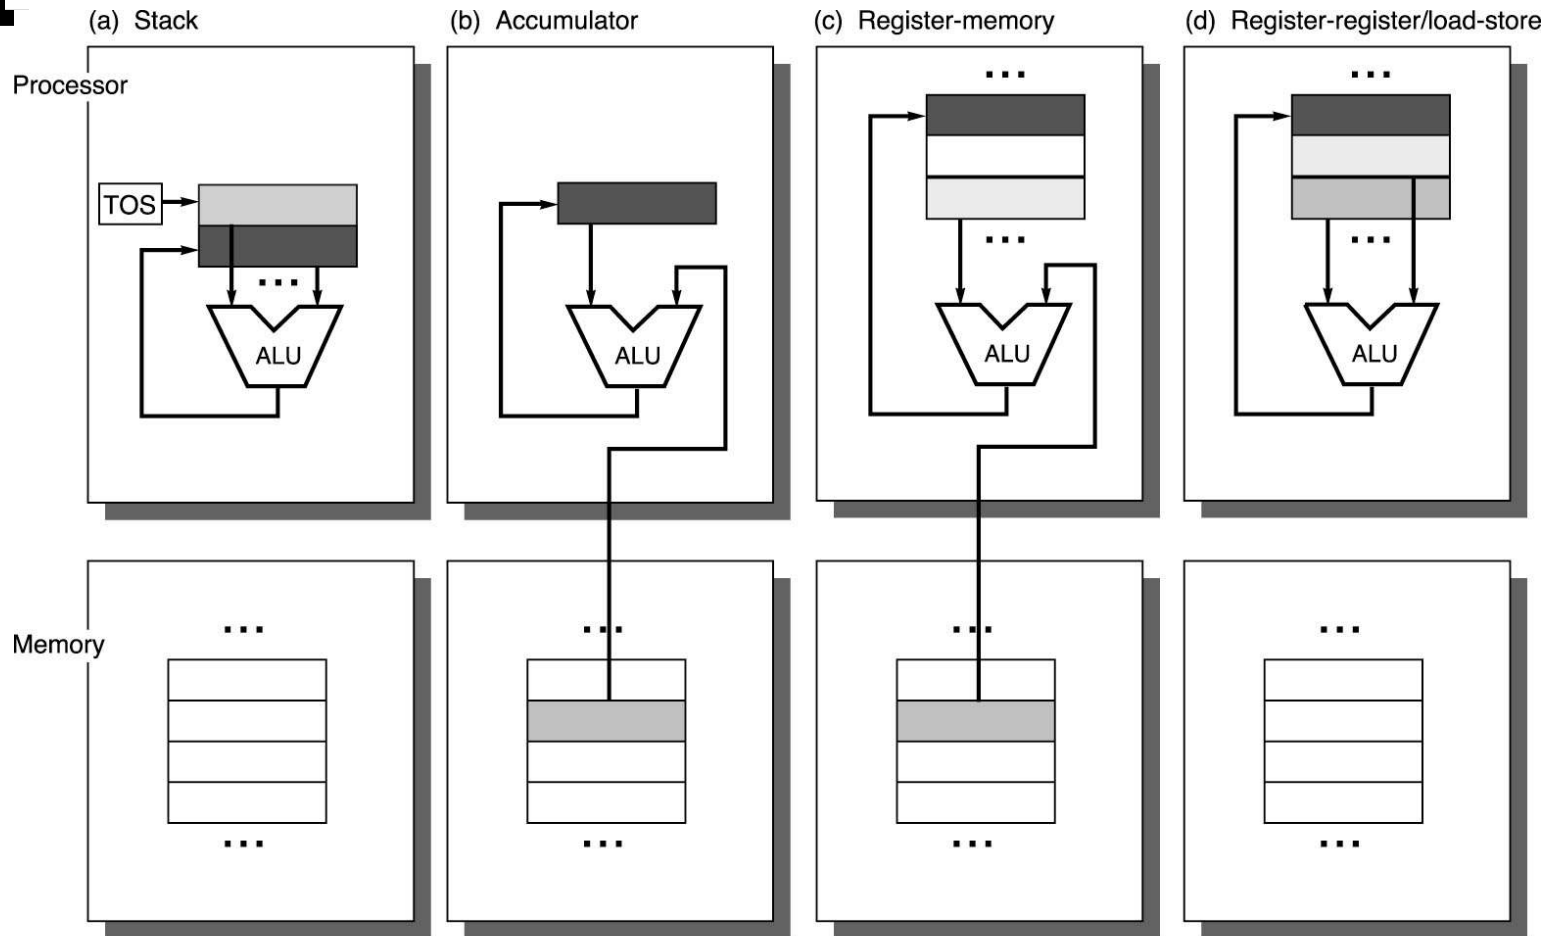 (a) Stack
(b) Accumulator
(c) Register-memory
(d) Register-register/load-store
Processor
TOS
...
...
...
...
...
ALU
ALU
ALU
ALU
Memory
...
...
...
...
...
...
...
...